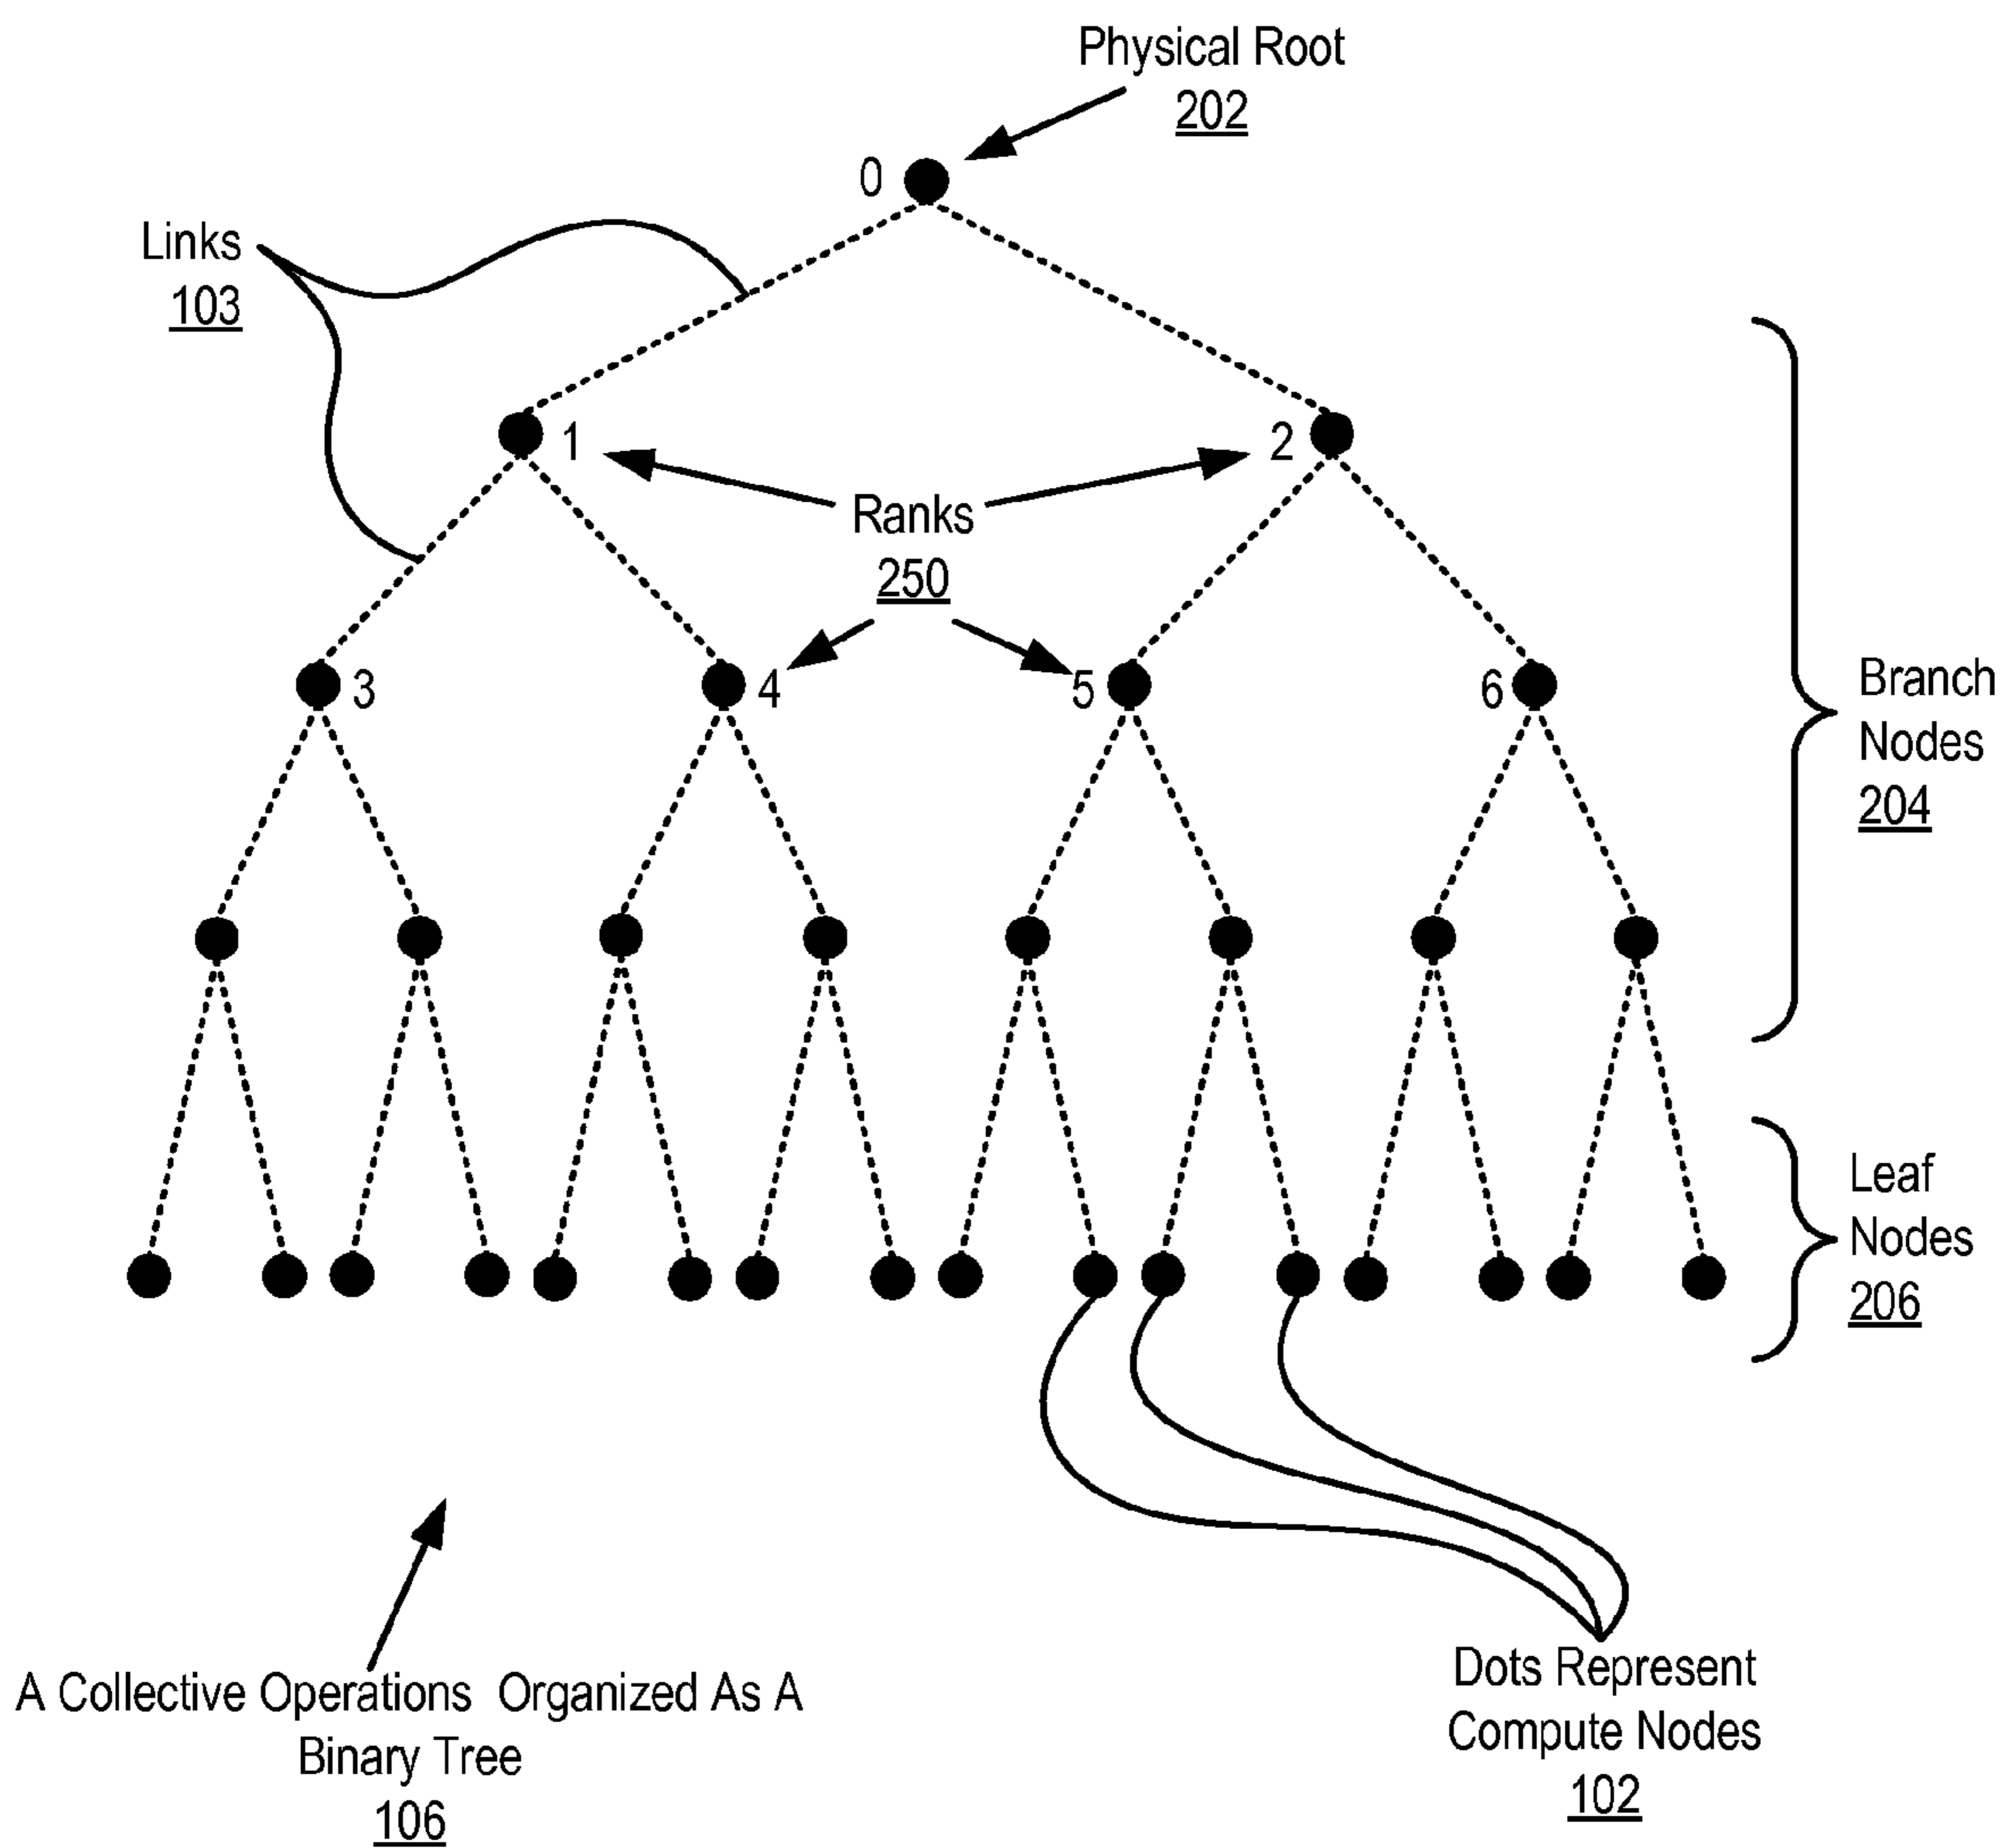 Physical Root
202
0
Links
103
1
2
Ranks
250
3
4
5
6
Branch
Nodes
204
Leaf
Nodes
206
A Collective Operations Organized As A
Binary Tree
106
Dots Represent
Compute Nodes
102